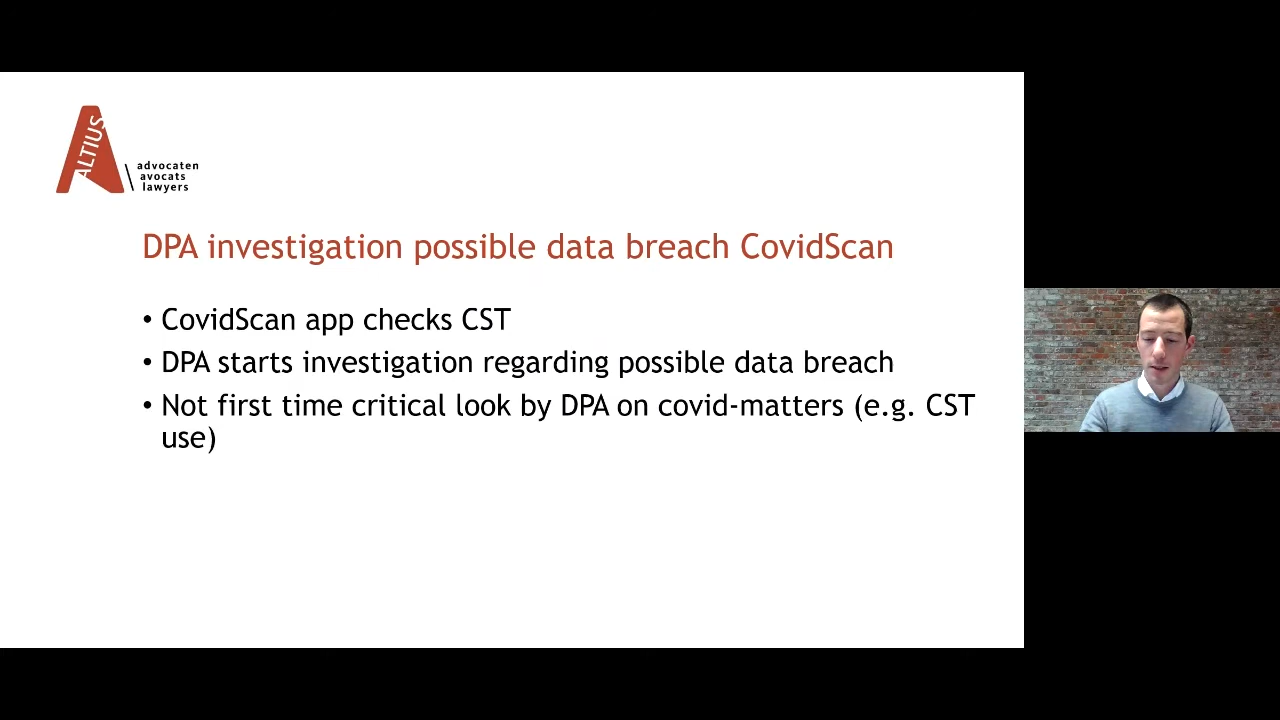 ALTIUS
advocaten
avocats
lawyers
DPA investigation possible data breach CovidScan
• CovidScan app checks CST
• DPA starts investigation regarding possible data breach
• Not first time critical look by DPA on covid-matters (e.g. CST
use)